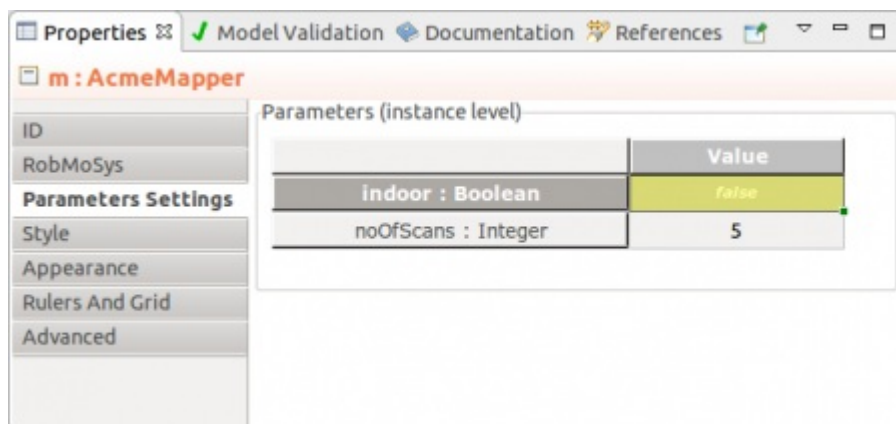 Properties Model Validation Documentation References
m : AcmeMapper
Parameters (instance level)
ID
RobMoSys
Parameters Settings
Style
Appearance
Rulers And Grid
Advanced
Value
indoor : Boolean false
noOfScans : Integer 5